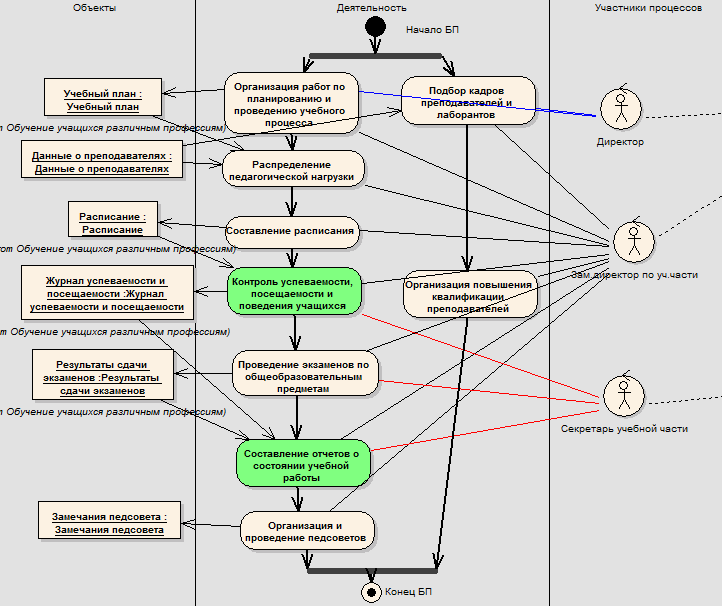 Объекты
Деятельность
Участники процессов
Начало БП
Учебный план :
Учебный план
Организация работ по
планированию и
проведению учебного
процесса
Подбор кадров
преподавателей и
лаборантов
Директор
Обучение учащихся различным профессиям)
Данные о преподавателях :
Данные о преподавателях
Распределение
педагогической нагрузки
Расписание :
Расписание
Составление расписания
Обучение учащихся различным профессиям)
Зам директор по уч.части
Журнал успеваемости и
посещаемости :Журнал
успеваемости и посещаемости
Контроль успеваемости,
посещаемости и
поведения учащихся
Организация повышения
квалификации
преподавателей
Обучение учащихся различным профессиям)
Результаты сдачи
экзаменов :Результаты
сдачи экзаменов
Проведение экзаменов по
общеобразовательным
предметам
Секретарь учебной части
Обучение учащихся различным профессиям)
Составление отчетов о
состоянии учебной
работы
Замечания педсовета :
Замечания педсовета
Организация и
проведение педсоветов
Конец БП